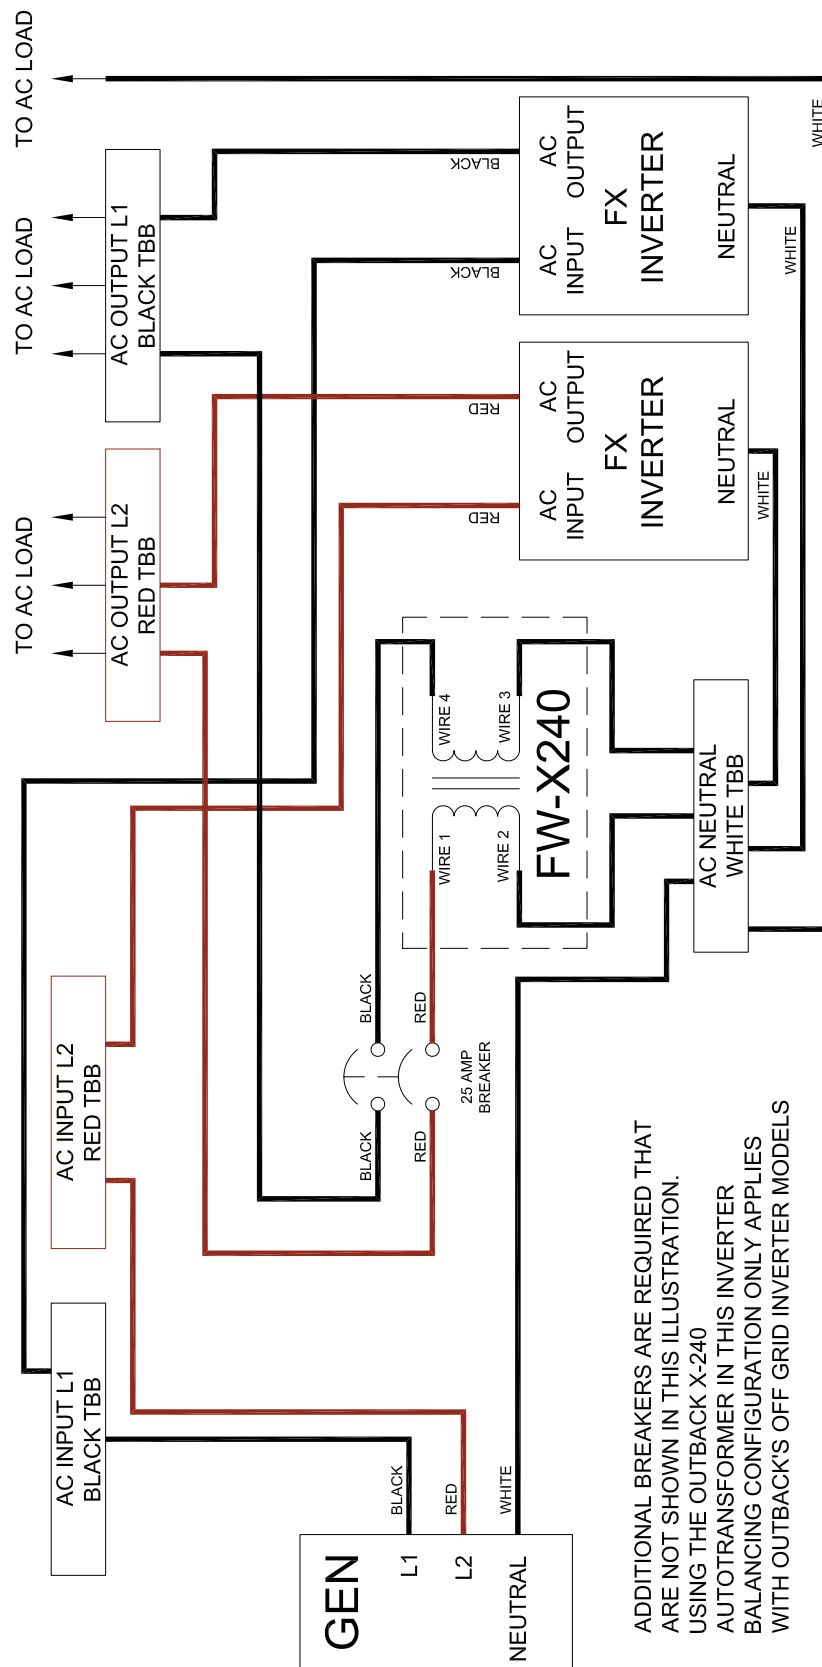 TO AC LOAD
TO AC LOAD
TO AC LOAD
AC OUTPUT L1
BLACK TBB
AC OUTPUT L2
RED TBB
AC INPUT L2
RED TBB
AC INPUT L1
BLACK TBB
BLACK
BLACK
RED
RED
AC
OUTPUT
AC
INPUT
FX
INVERTER
NEUTRAL
WHITE
WHITE
AC
OUTPUT
AC
INPUT
FX
INVERTER
NEUTRAL
WHITE
WIRE 4
WIRE 3
WIRE 1
WIRE 2
FW-X240
AC NEUTRAL
WHITE TBB
BLACK
RED
25 AMP
BREAKER
BLACK
RED
GEN
L1
L2
NEUTRAL
BLACK
RED
WHITE
ADDITIONAL BREAKERS ARE REQUIRED THAT
ARE NOT SHOWN IN THIS ILLUSTRATION.
USING THE OUTBACK X-240
AUTOTRANSFORMER IN THIS INVERTER
BALANCING CONFIGURATION ONLY APPLIES
WITH OUTBACK'S OFF GRID INVERTER MODELS